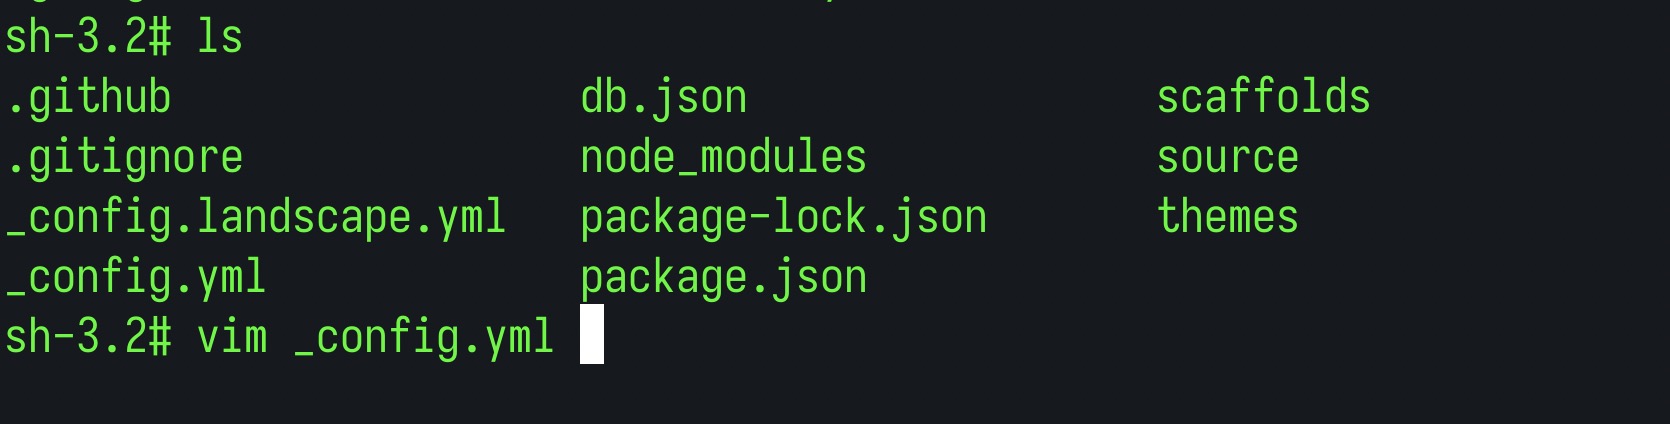 sh-3.2# ls
.github db.json scaffolds
.gitignore node_modules source
_config.landscape.yml package-lock.json themes
_config.yml package.json
sh-3.2# vim _config.yml